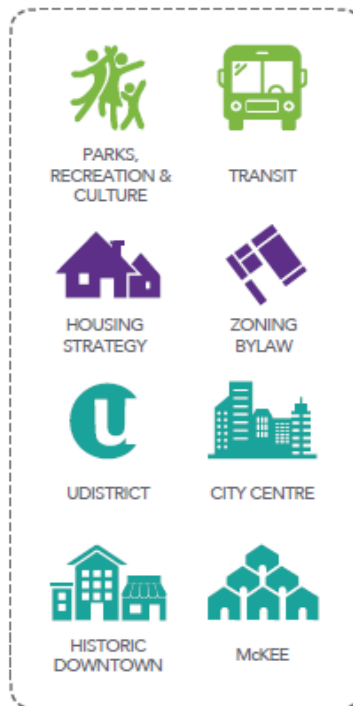 PARKS,
RECREATION &
CULTURE
TRANSIT
HOUSING
STRATEGY
ZONING
BYLAW
U
UDISTRICT
CITY CENTRE
HISTORIC
DOWNTOWN
McKEE